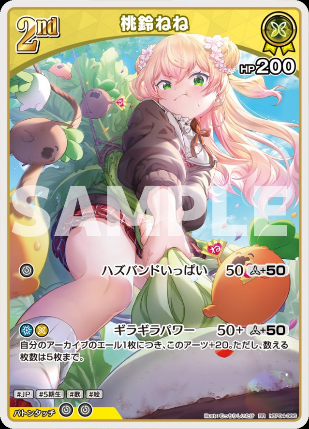 2nd
桃鈴ねね
HP200
SAMPLE
ハズバンドいっぱい 50 +50
ギラギラパワー 50+ +50
自分のアーカイブのエール1枚につき、このアーツ+20。ただし、数える枚数は5枚まで。
#JP #5期生 #歌 #絵
バトンタッチ